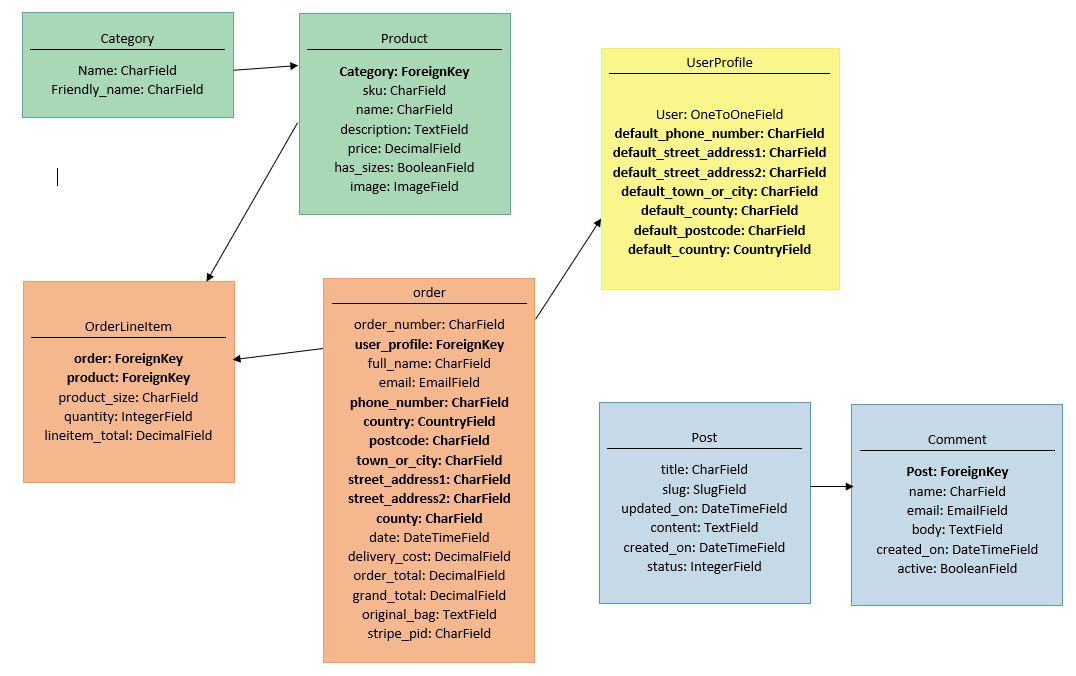 Category
Name: CharField
Friendly_name: CharField
Product
Category: ForeignKey
sku: CharField
name: CharField
description: TextField
price: DecimalField
has_sizes: BooleanField
image: ImageField
UserProfile
User: OneToOneField
default_phone_number: CharField
default_street_address1: CharField
default_street_address2: CharField
default_town_or_city: CharField
default_county: CharField
default_postcode: CharField
default_country: CountryField
OrderLineItem
order: ForeignKey
product: ForeignKey
product_size: CharField
quantity: IntegerField
lineitem_total: DecimalField
order
order_number: CharField
user_profile: ForeignKey
full_name: CharField
email: EmailField
phone_number: CharField
country: CountryField
postcode: CharField
town_or_city: CharField
street_address1: CharField
street_address2: CharField
county: CharField
date: DateTimeField
delivery_cost: DecimalField
order_total: DecimalField
grand_total: DecimalField
original_bag: TextField
stripe_pid: CharField
Post
title: CharField
slug: SlugField
updated_on: DateTimeField
content: TextField
created_on: DateTimeField
status: IntegerField
Comment
Post: ForeignKey
name: CharField
email: EmailField
body: TextField
created_on: DateTimeField
active: BooleanField